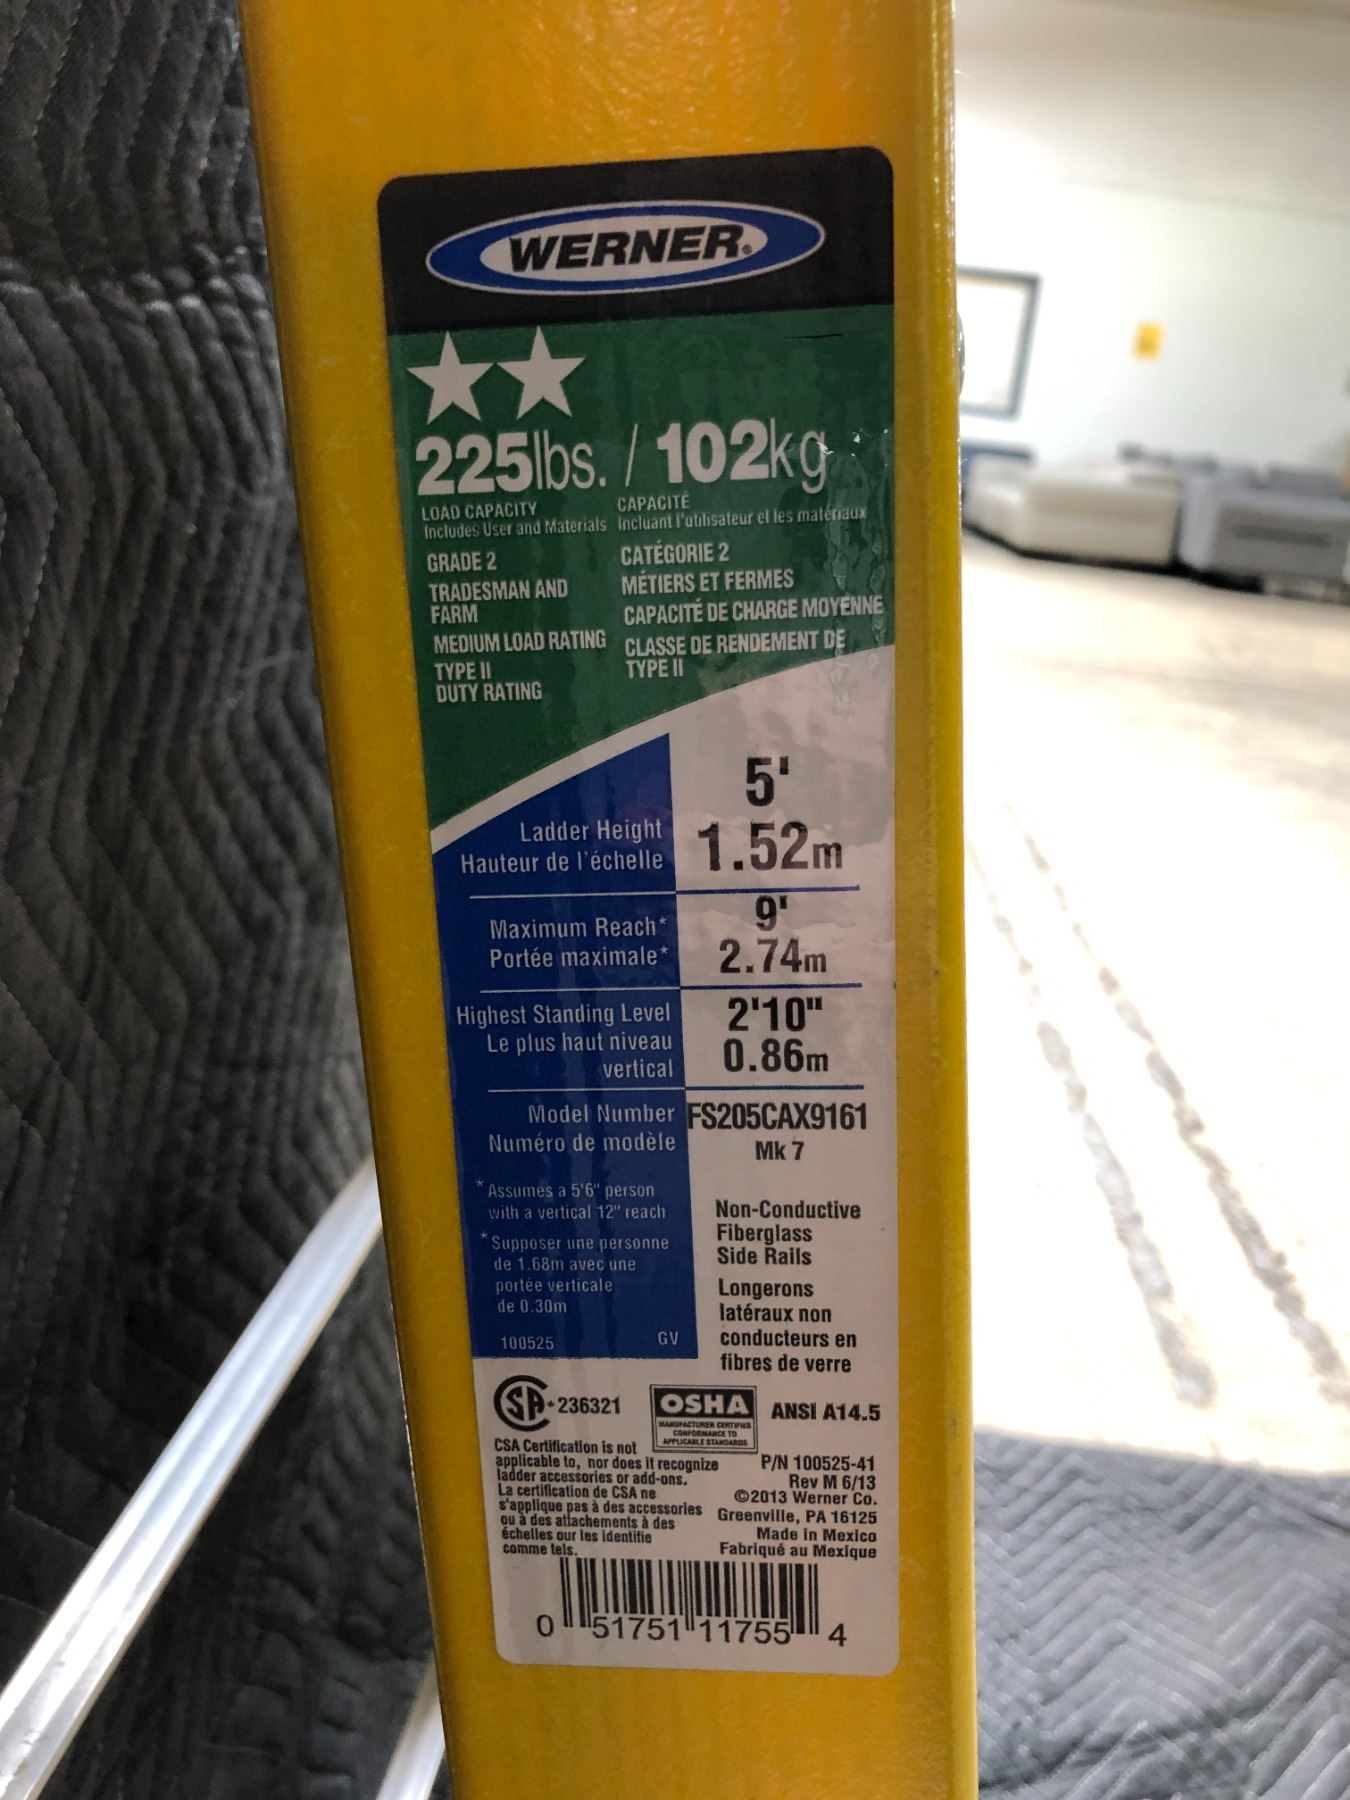 WERNER®
225lbs. / 102kg
LOAD CAPACITY
Includes User and Materials
CAPACITÉ
Incluant l'utilisateur et les matériaux
GRADE 2
TRADESMAN AND
FARM
MEDIUM LOAD RATING
TYPE II
DUTY RATING
CATÉGORIE 2
MÉTIERS ET FERMES
CAPACITÉ DE CHARGE MOYENNE
CLASSE DE RENDEMENT DE
TYPE II
Ladder Height
Hauteur de l'échelle
5'
1.52m
Maximum Reach*
Portée maximale*
9'
2.74m
Highest Standing Level
Le plus haut niveau
vertical
2'10"
0.86m
Model Number
Numéro de modèle
FS205CAX9161
Mk 7
*Assumes a 5'6" person
with a vertical 12" reach
*Supposer une personne
de 1.68m avec une
portée verticale
de 0.30m
100525 GV
Non-Conductive
Fiberglass
Side Rails
Longerons
latéraux non
conducteurs en
fibres de verre
CSA-236321
OSHA
MANUFACTURER CERTIFIES
CONFORMANCE TO
APPLICABLE STANDARDS
ANSI A14.5
CSA Certification is not
applicable to, nor does it recognize
ladder accessories or add-ons.
La certification de CSA ne
s'applique pas à des accessories
ou à des attachements à des
échelles our les identifie
comme tels.
P/N 100525-41
Rev M 6/13
©2013 Werner Co.
Greenville, PA 16125
Made in Mexico
Fabriqué au Mexique
0 51751 11755 4